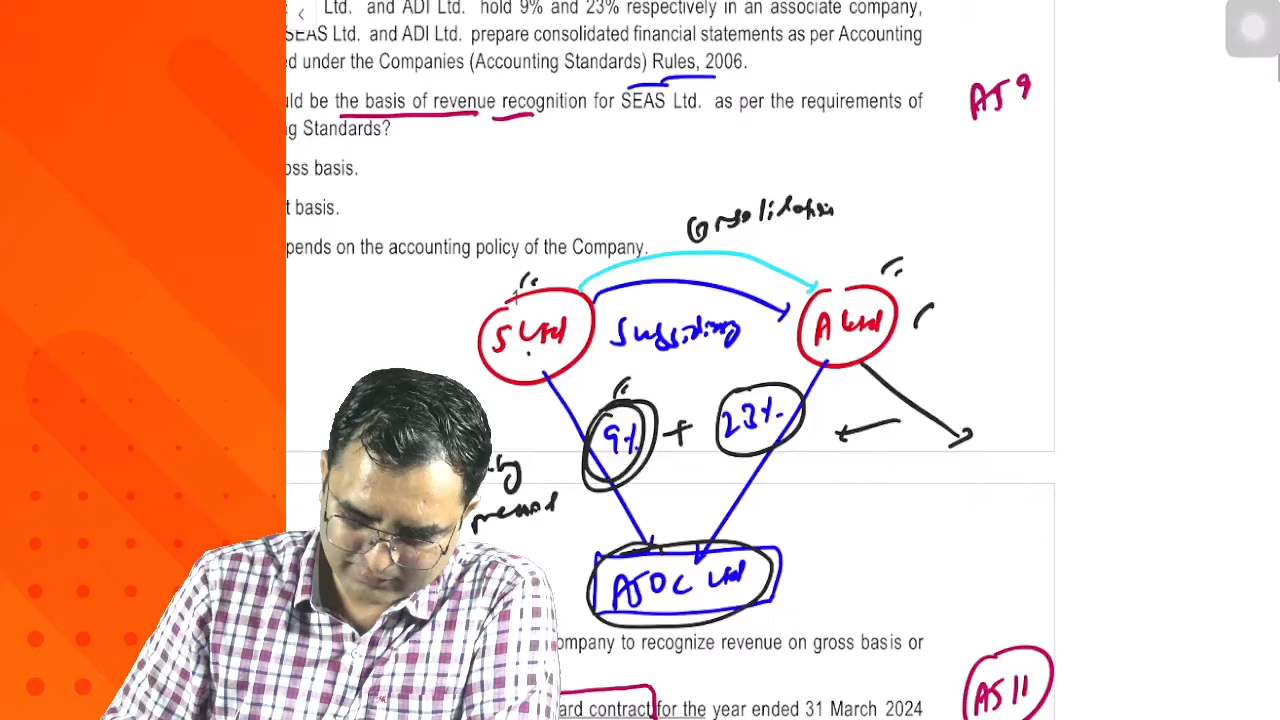 Ltd. and ADI Ltd. hold 9% and 23% respectively in an associate company,
SEAS Ltd. and ADI Ltd. prepare consolidated financial statements as per Accounting
d under the Companies (Accounting Standards) Rules, 2006.
uld be the basis of revenue recognition for SEAS Ltd. as per the requirements of
AS 9
g Standards?
oss basis.
t basis.
pends on the accounting policy of the Company.
S Ltd
A Ltd
9%
+
23%
method
ASOC Ltd
ompany to recognize revenue on gross basis or
ard contract for the year ended 31 March 2024
AS 11